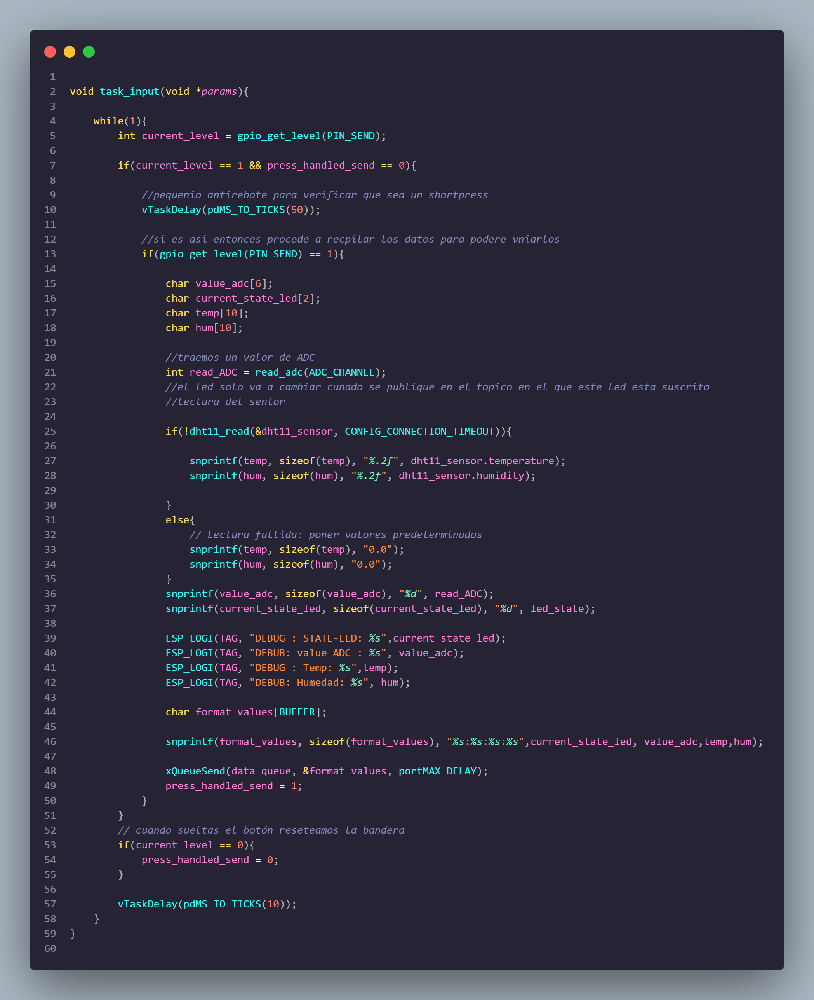 1
2 void task_input(void *params){
3
4     while(1){
5         int current_level = gpio_get_level(PIN_SEND);
6
7         if(current_level == 1 && press_handled_send == 0){
8
9             //pequenio antirebote para verificar que sea un shortpress
10             vTaskDelay(pdMS_TO_TICKS(50));
11
12             //si es asi entonces procede a recpilar los datos para podere vniarlos
13             if(gpio_get_level(PIN_SEND) == 1){
14
15                 char value_adc[6];
16                 char current_state_led[2];
17                 char temp[10];
18                 char hum[10];
19
20                 //traemos un valor de ADC
21                 int read_ADC = read_adc(ADC_CHANNEL);
22                 //el led solo va a cambiar cunado se publique en el topico en el que este led esta suscrito
23                 //lectura del sentor
24
25                 if(!dht11_read(&dht11_sensor, CONFIG_CONNECTION_TIMEOUT)){
26
27                     snprintf(temp, sizeof(temp), "%.2f", dht11_sensor.temperature);
28                     snprintf(hum, sizeof(hum), "%.2f", dht11_sensor.humidity);
29
30                 }
31                 else{
32                     // Lectura fallida: poner valores predeterminados
33                     snprintf(temp, sizeof(temp), "0.0");
34                     snprintf(hum, sizeof(hum), "0.0");
35                 }
36                 snprintf(value_adc, sizeof(value_adc), "%d", read_ADC);
37                 snprintf(current_state_led, sizeof(current_state_led), "%d", led_state);
38
39                 ESP_LOGI(TAG, "DEBUG : STATE-LED: %s",current_state_led);
40                 ESP_LOGI(TAG, "DEBUB: value ADC : %s", value_adc);
41                 ESP_LOGI(TAG, "DEBUG : Temp: %s",temp);
42                 ESP_LOGI(TAG, "DEBUB: Humedad: %s", hum);
43
44                 char format_values[BUFFER];
45
46                 snprintf(format_values, sizeof(format_values), "%s:%s:%s:%s",current_state_led, value_adc,temp,hum);
47
48                 xQueueSend(data_queue, &format_values, portMAX_DELAY);
49                 press_handled_send = 1;
50             }
51         }
52         // cuando sueltas el botón reseteamos la bandera
53         if(current_level == 0){
54             press_handled_send = 0;
55         }
56
57         vTaskDelay(pdMS_TO_TICKS(10));
58     }
59 }
60